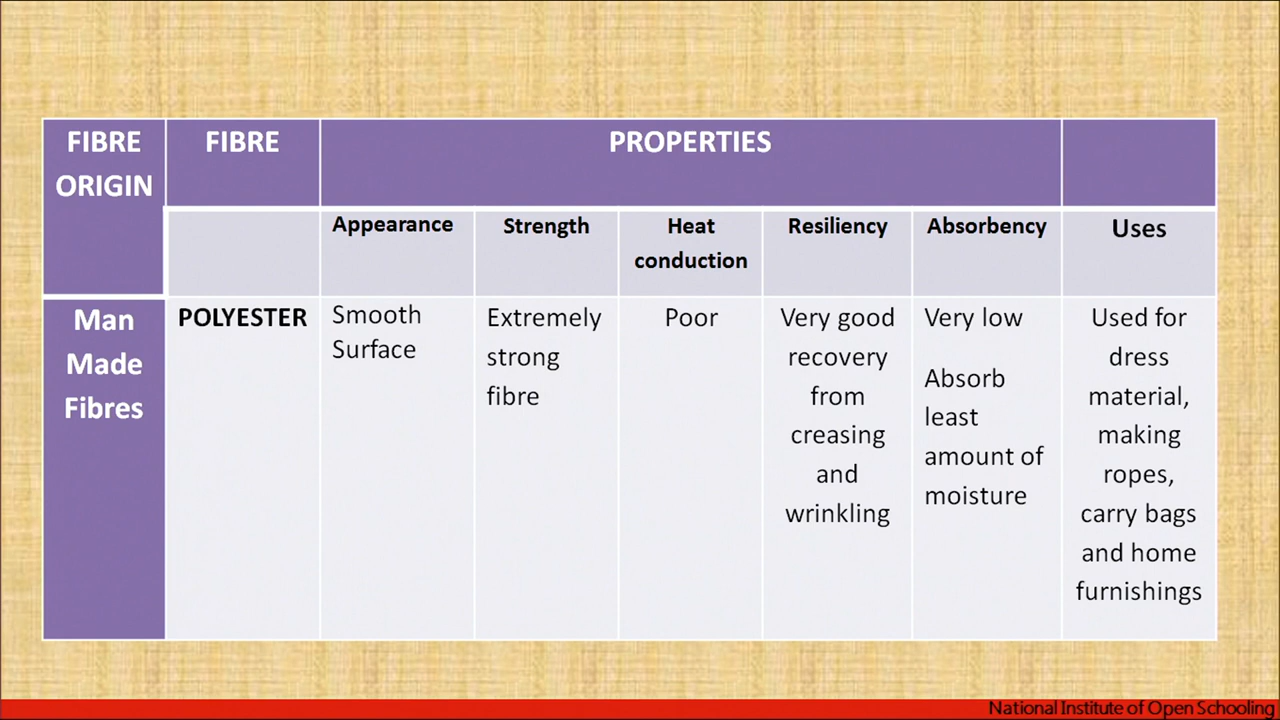 FIBRE
ORIGIN
FIBRE
PROPERTIES
Appearance
Strength
Heat
conduction
Resiliency
Absorbency
Uses
Man
Made
Fibres
POLYESTER
Smooth
Surface
Extremely
strong
fibre
Poor
Very good
recovery
from
creasing
and
wrinkling
Very low
Absorb
least
amount of
moisture
Used for
dress
material,
making
ropes,
carry bags
and home
furnishings
National Institute of Open Schooling